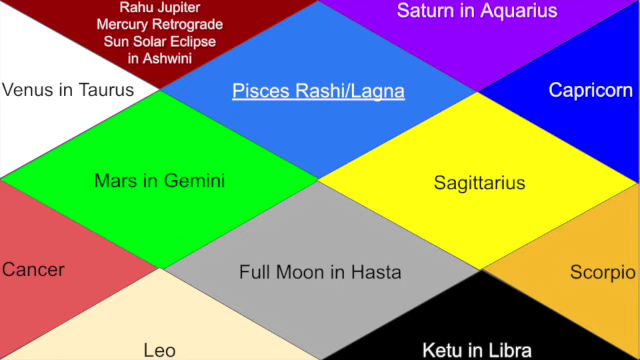 Rahu Jupiter
Mercury Retrograde
Sun Solar Eclipse
in Ashwini
Saturn in Aquarius
Venus in Taurus
Pisces Rashi/Lagna
Capricorn
Mars in Gemini
Sagittarius
Cancer
Full Moon in Hasta
Scorpio
Leo
Ketu in Libra